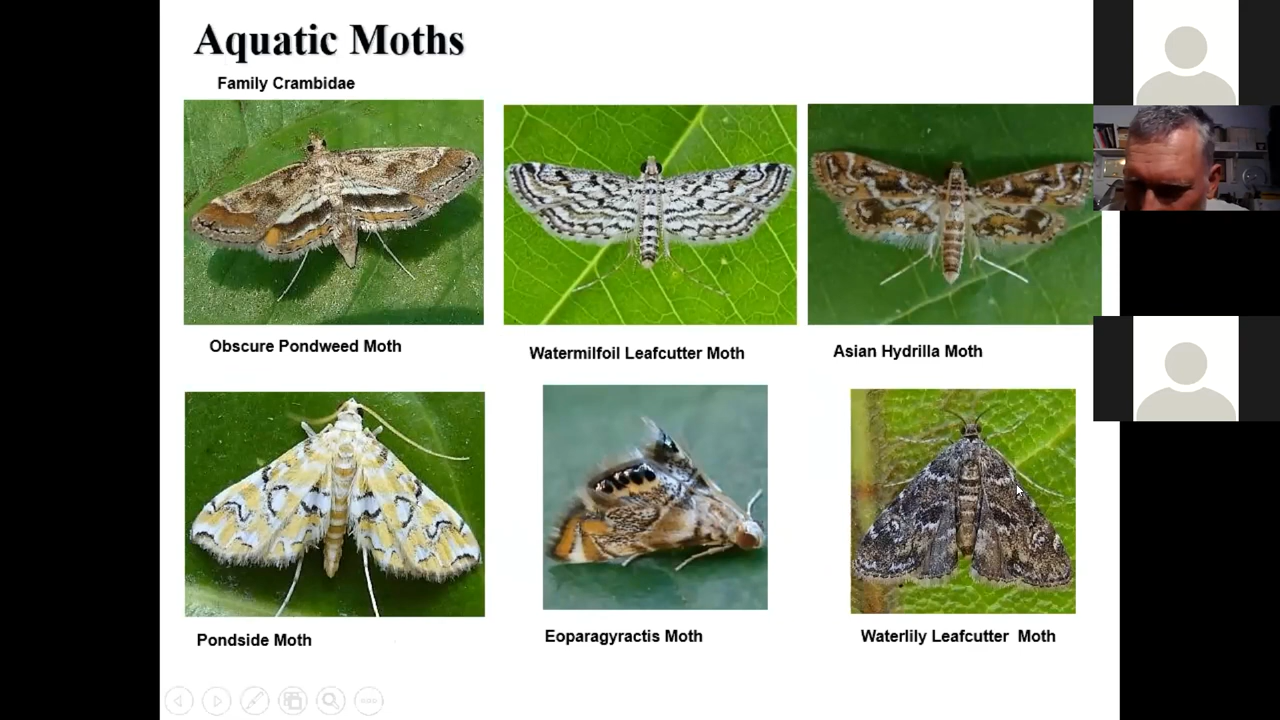 Aquatic Moths
Family Crambidae
Obscure Pondweed Moth
Watermilfoil Leafcutter Moth
Asian Hydrilla Moth
Pondside Moth
Eoparagyractis Moth
Waterlily Leafcutter  Moth